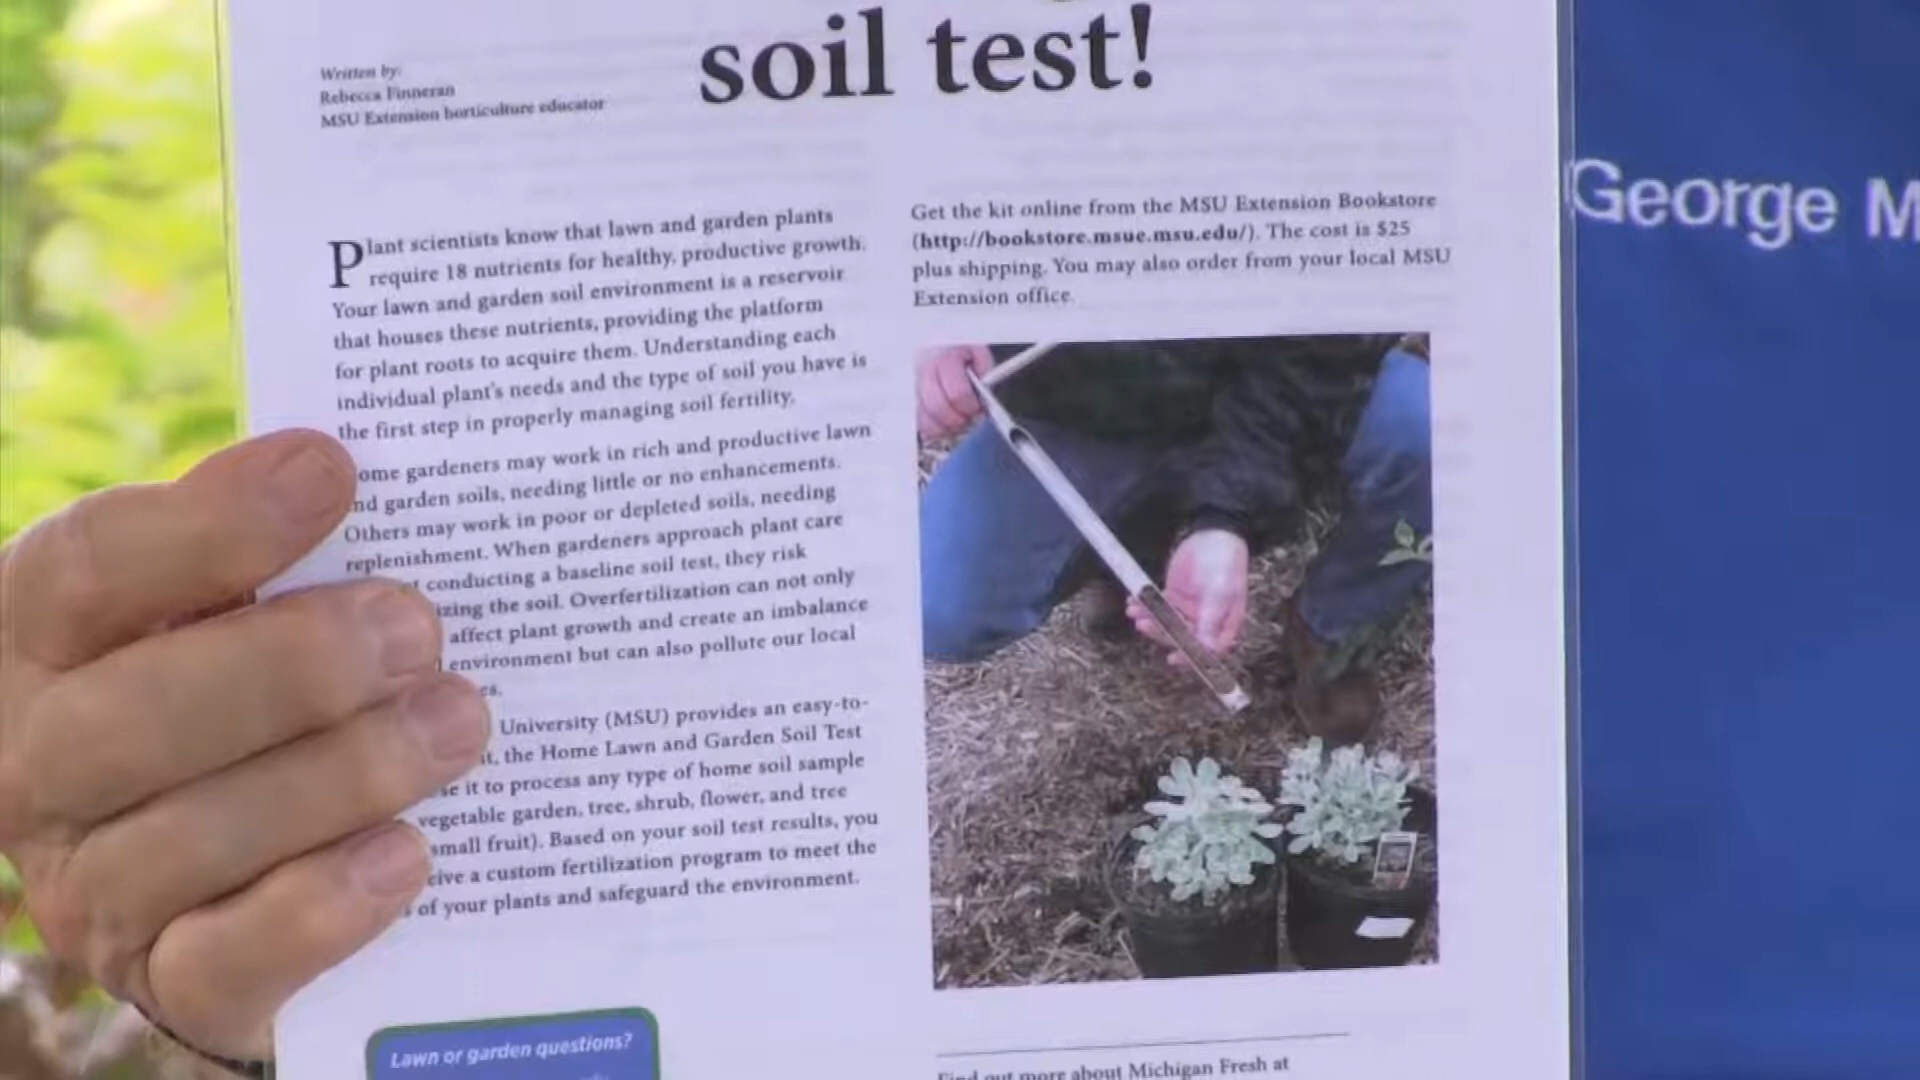 soil test!
Written by:
Rebecca Finneran
MSU Extension horticulture educator
Plant scientists know that lawn and garden plants
require 18 nutrients for healthy, productive growth.
Your lawn and garden soil environment is a reservoir
that houses these nutrients, providing the platform
for plant roots to acquire them. Understanding each
individual plant's needs and the type of soil you have is
the first step in properly managing soil fertility.
ome gardeners may work in rich and productive lawn
nd garden soils, needing little or no enhancements.
Others may work in poor or depleted soils, needing
replenishment. When gardeners approach plant care
conducting a baseline soil test, they risk
izing the soil. Overfertilization can not only
affect plant growth and create an imbalance
environment but can also pollute our local
es.
University (MSU) provides an easy-to-
it, the Home Lawn and Garden Soil Test
se it to process any type of home soil sample
vegetable garden, tree, shrub, flower, and tree
small fruit). Based on your soil test results, you
eive a custom fertilization program to meet the
of your plants and safeguard the environment.
Lawn or garden questions?
Get the kit online from the MSU Extension Bookstore
(http://bookstore.msue.msu.edu/). The cost is $25
plus shipping. You may also order from your local MSU
Extension office.
Find out more about Michigan Fresh at
George M